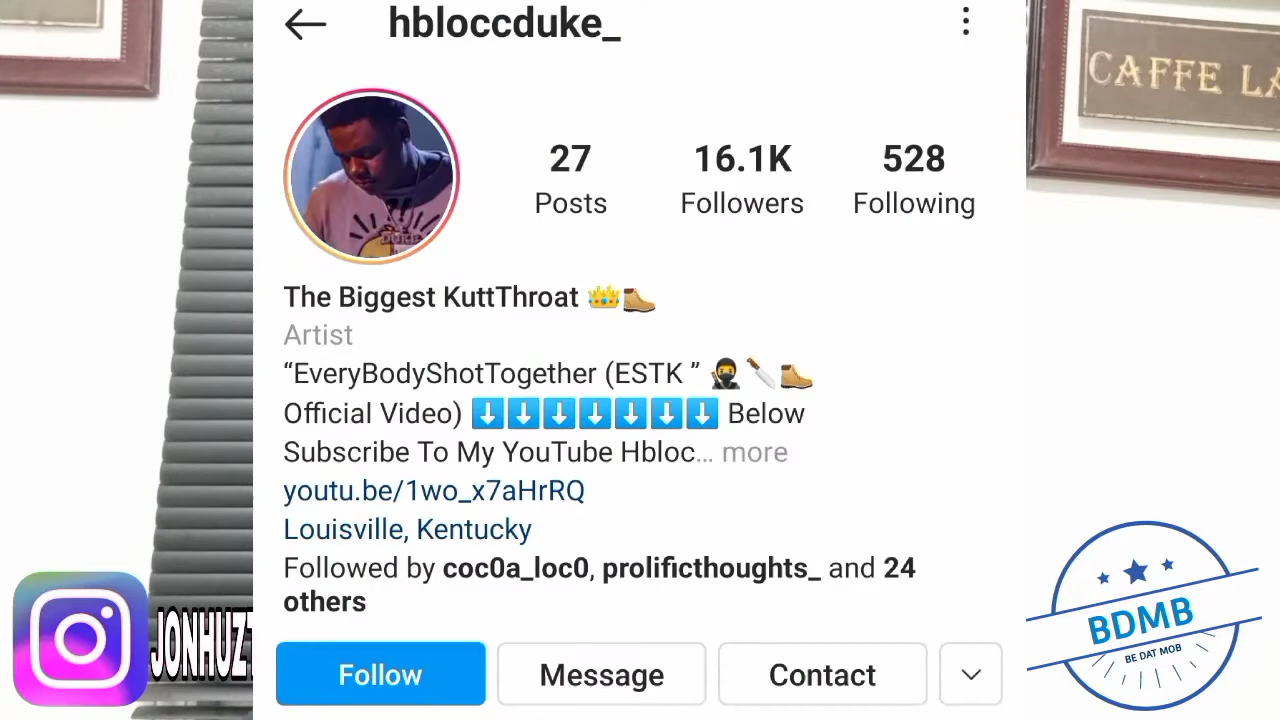 hbloccduke_
CAFFE LA
27
16.1K
528
Posts
Followers
Following
DUKE
The Biggest KuttThroat 👑🥾
Artist
“EveryBodyShotTogether (ESTK ” 🥷🔪🥾
Official Video) ⬇️⬇️⬇️⬇️⬇️⬇️⬇️ Below
Subscribe To My YouTube Hbloc... more
youtu.be/1wo_x7aHrRQ
Louisville, Kentucky
Followed by coc0a_loc0, prolificthoughts_ and 24
others
JONHUZT
BDMB
BE DAT MOB
Follow
Message
Contact